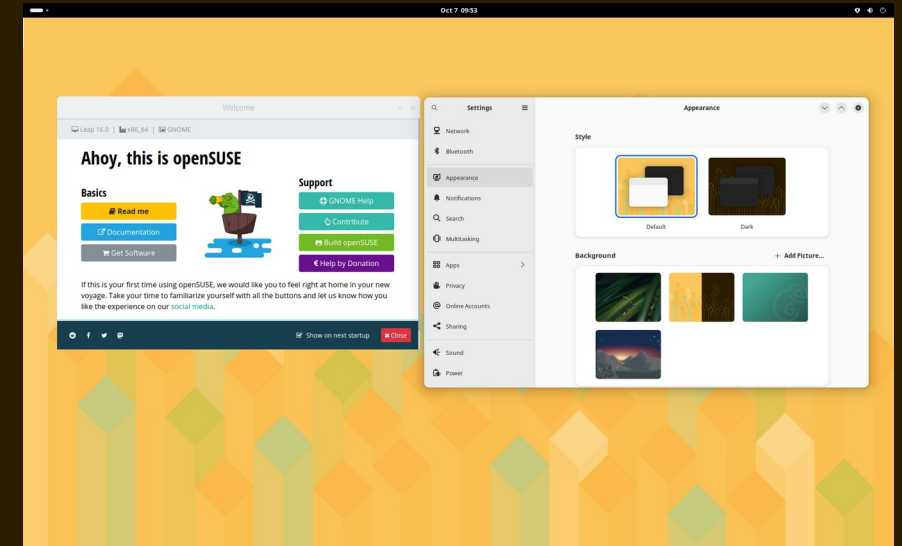 Oct 7 09:53
Welcome
Leap 16.0 | x86_64 | GNOME
Ahoy, this is openSUSE
Basics
Read me
Documentation
Get Software
Support
GNOME Help
Contribute
Build openSUSE
€ Help by Donation
If this is your first time using openSUSE, we would like you to feel right at home in your new
voyage. Take your time to familiarize yourself with all the buttons and let us know how you
like the experience on our social media.
Show on next startup
Close
Settings
Network
Bluetooth
Appearance
Notifications
Search
Multitasking
Apps
Privacy
Online Accounts
Sharing
Sound
Power
Appearance
Style
Default
Dark
Background
+ Add Picture...